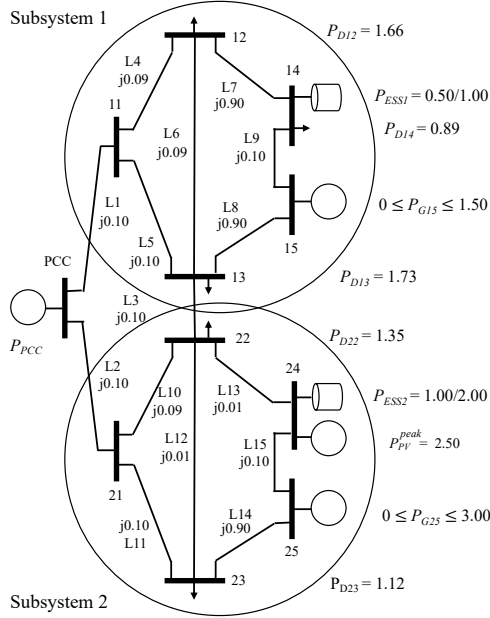 Subsystem 1
12
P_D12 = 1.66
L4
j0.09
L7
j0.90
14
P_ESS1 = 0.50/1.00
11
L6
j0.09
L9
j0.10
P_D14 = 0.89
L1
j0.10
L8
j0.90
0 ≤ P_G15 ≤ 1.50
15
L5
j0.10
PCC
13
P_D13 = 1.73
L3
j0.10
P_PCC
22
P_D22 = 1.35
L2
j0.10
L10
j0.09
L13
j0.01
24
P_ESS2 = 1.00/2.00
L12
j0.01
L15
j0.10
P_PV^peak = 2.50
21
j0.10
L11
L14
j0.90
0 ≤ P_G25 ≤ 3.00
25
23
P_D23 = 1.12
Subsystem 2